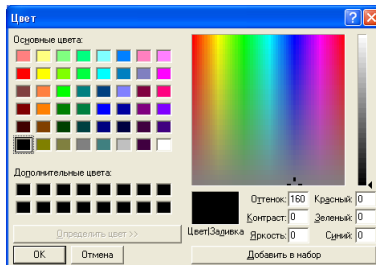 Цвет
Основные цвета:
Дополнительные цвета:
Определить цвет >>
OK Отмена
Цвет|Заливка
Оттенок: 160 Красный: 0
Контраст: 0 Зеленый: 0
Яркость: 0 Синий: 0
Добавить в набор